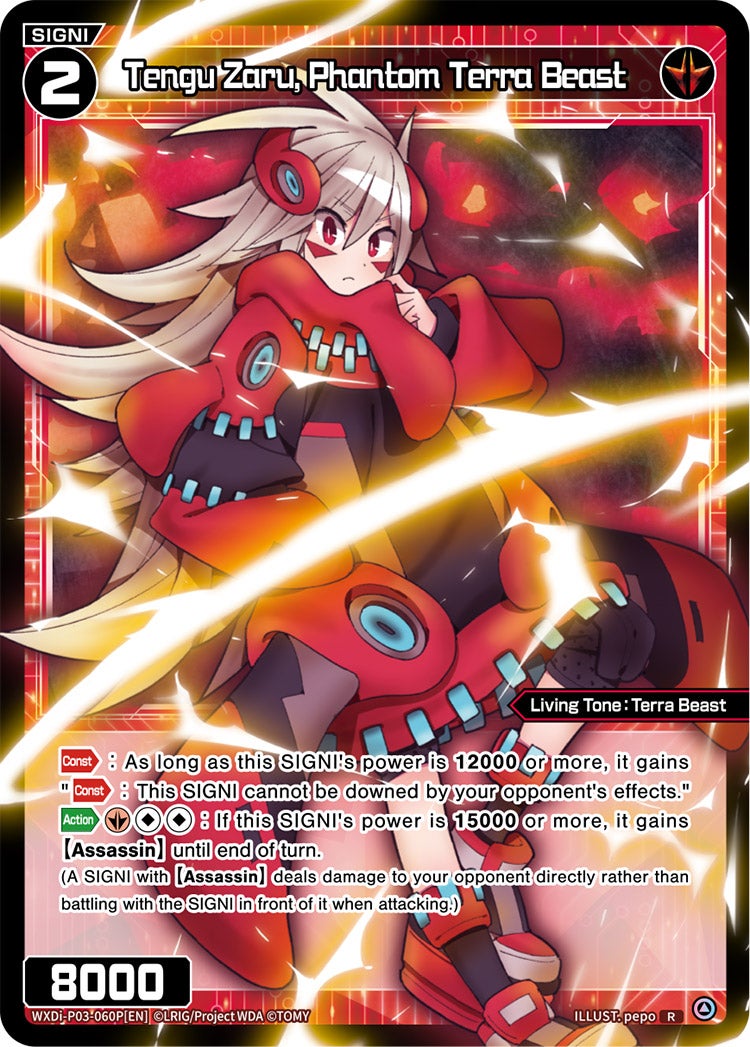 SIGNI
2
Tengu Zaru, Phantom Terra Beast
Living Tone:Terra Beast
Const : As long as this SIGNI's power is 12000 or more, it gains
" Const : This SIGNI cannot be downed by your opponent's effects."
Action : If this SIGNI's power is 15000 or more, it gains
【Assassin】 until end of turn.
(A SIGNI with 【Assassin】 deals damage to your opponent directly rather than
battling with the SIGNI in front of it when attacking.)
8000
WXDi-P03-060P[EN] ©LRIG/Project WDA ©TOMY
ILLUST. pepo R